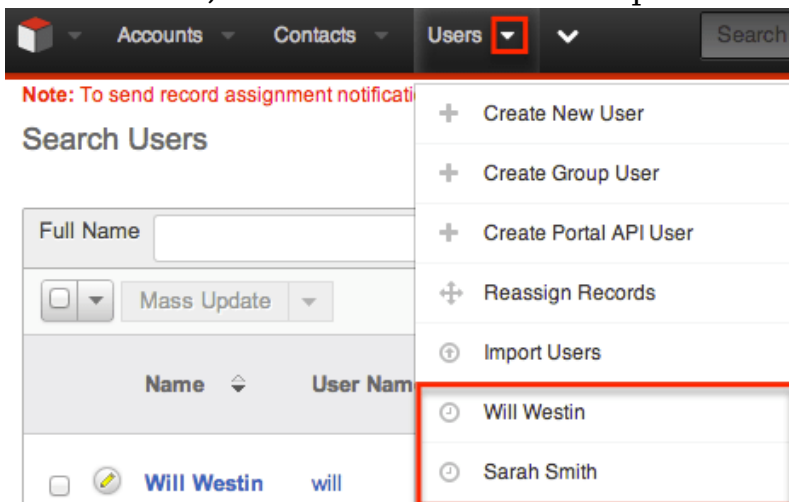 Accounts Contacts Users Search
Note: To send record assignment notificati
Search Users
Create New User
Create Group User
Full Name
Create Portal API User
Mass Update
Reassign Records
Import Users
Name User Nam
Will Westin
Sarah Smith
Will Westin will